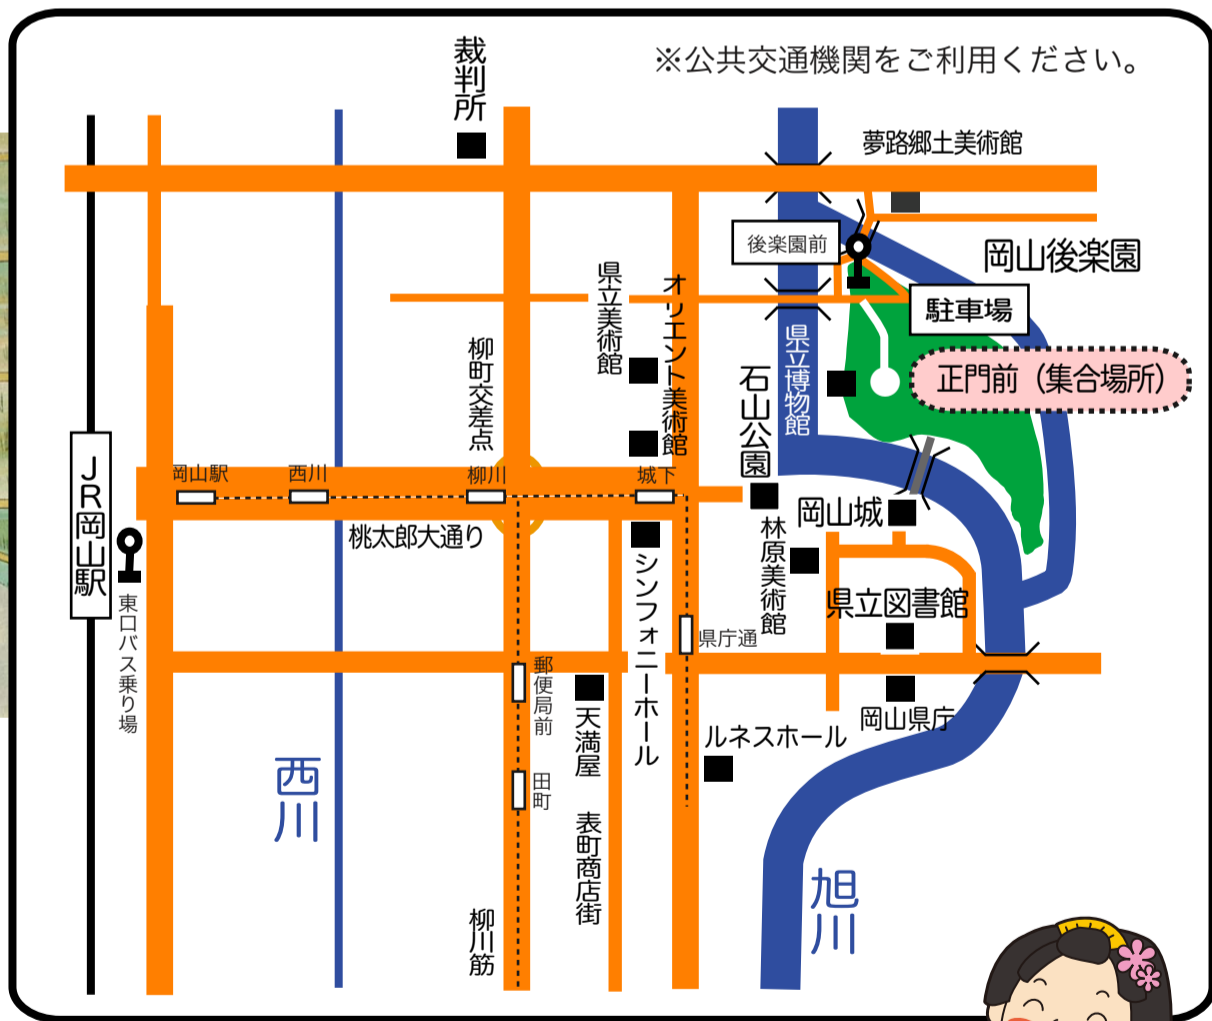 ※公共交通機関をご利用ください。
裁判所
夢路郷土美術館
後楽園前
岡山後楽園
駐車場
正門前（集合場所）
県立美術館
オリエント美術館
県立博物館
石山公園
柳町交差点
JR岡山駅
岡山駅
西川
柳川
城下
桃太郎大通り
東口バス乗り場
シンフォニーホール
林原美術館
岡山城
県立図書館
県庁通
郵便局前
天満屋
岡山県庁
ルネスホール
田町
西川
表町商店街
柳川筋
旭川